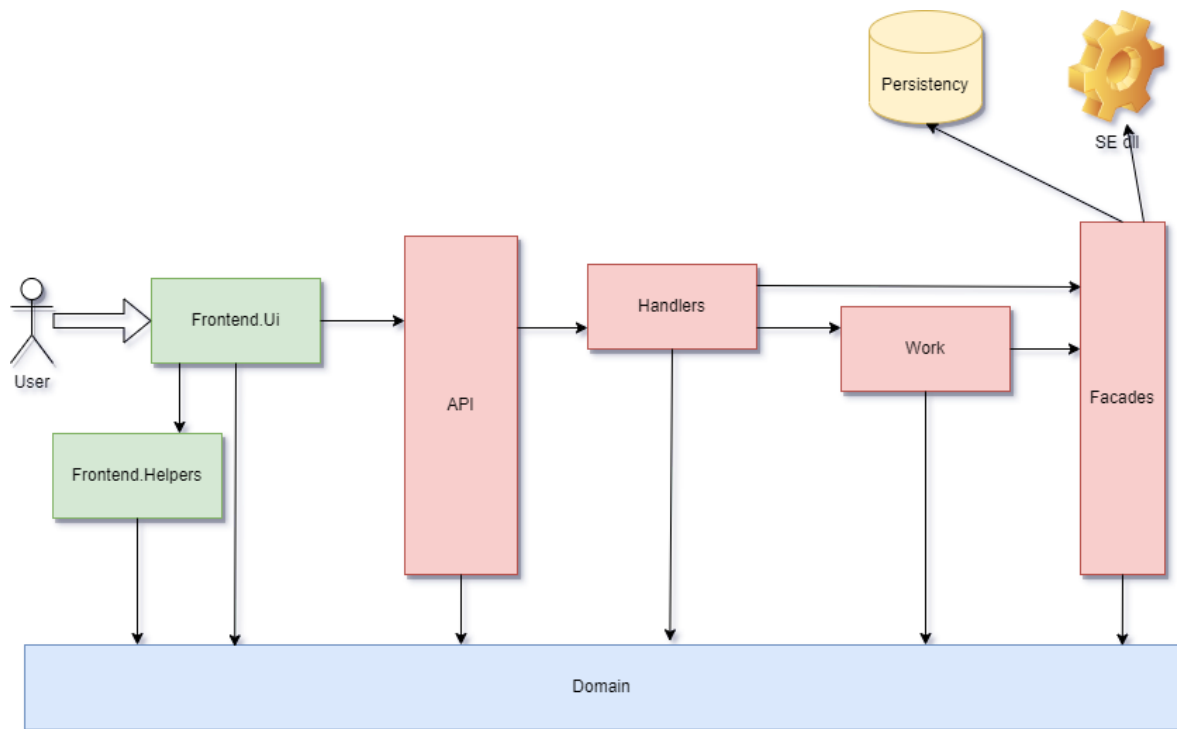 Persistency
SE dll
Frontend.Ui
Handlers
Work
User
API
Facades
Frontend.Helpers
Domain